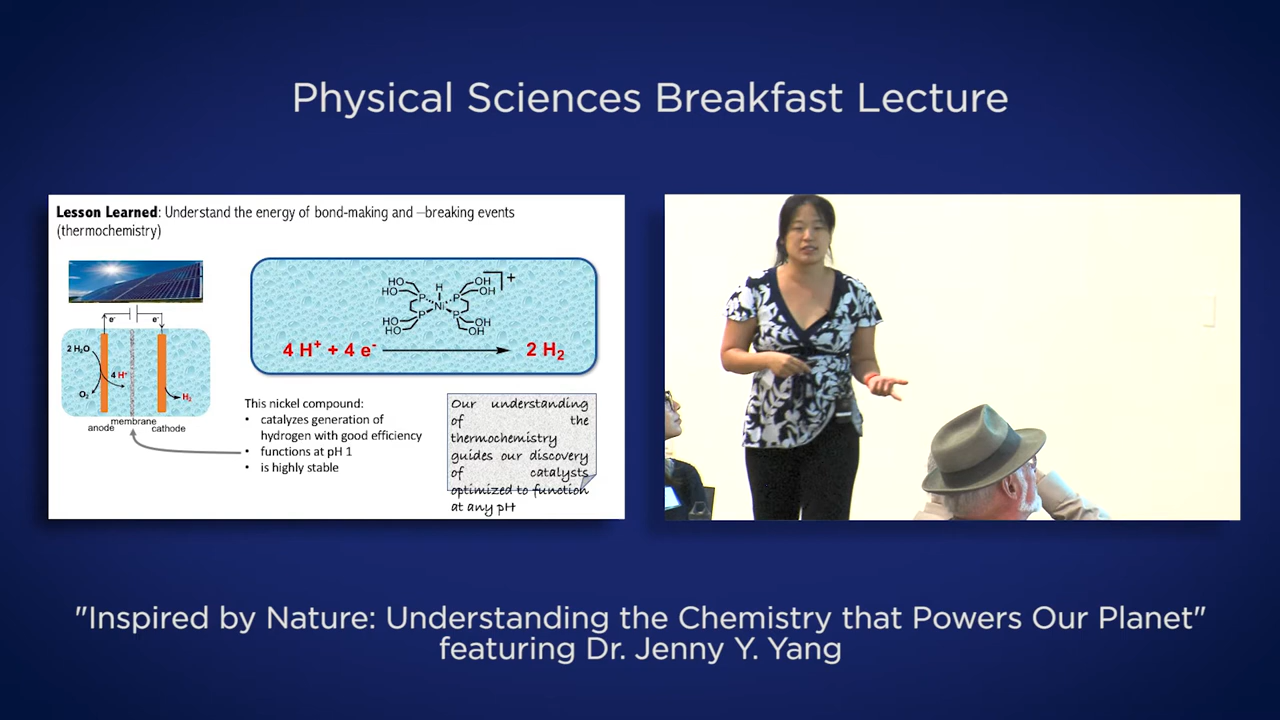 Physical Sciences Breakfast Lecture
Lesson Learned: Understand the energy of bond-making and –breaking events
(thermochemistry)
e-
e-
2 H2O
4 H+
O2
H2
membrane
anode
cathode
HO
HO
H
OH
OH
+
P
P
Ni
P
P
HO
HO
OH
OH
4 H+ + 4 e-
2 H2
This nickel compound:
• catalyzes generation of
hydrogen with good efficiency
• functions at pH 1
• is highly stable
Our understanding
of the
thermochemistry
guides our discovery
of catalysts
optimized to function
at any pH
"Inspired by Nature: Understanding the Chemistry that Powers Our Planet"
featuring Dr. Jenny Y. Yang